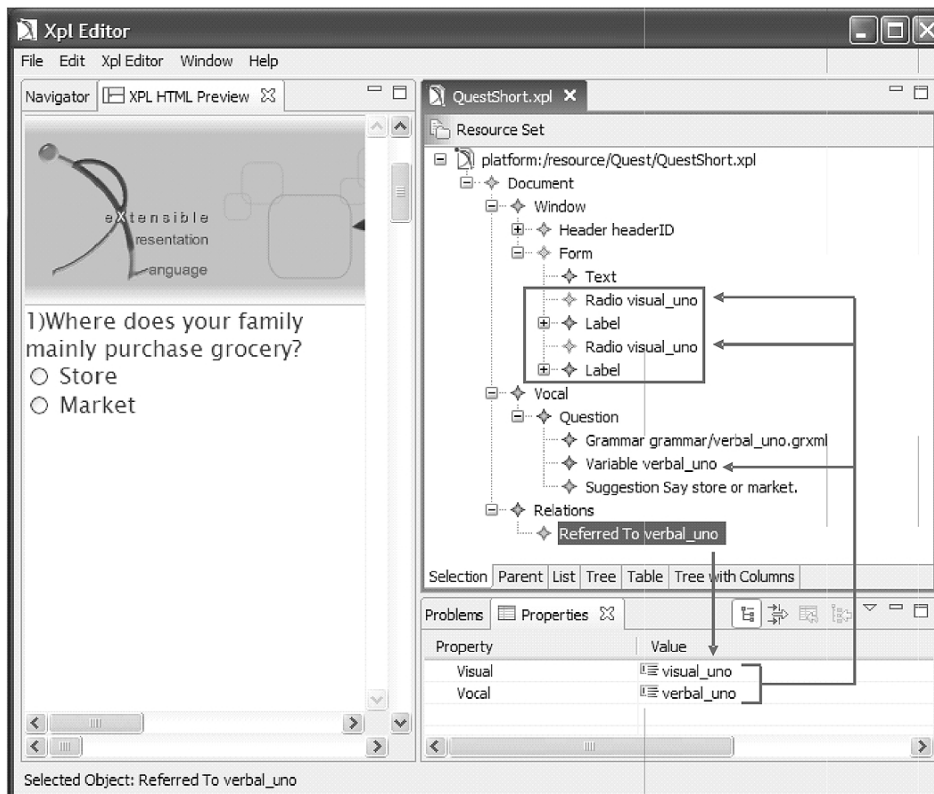 Xpl Editor
File Edit Xpl Editor Window Help
Navigator XPL HTML Preview
eXtensible
resentation
anguage
1)Where does your family
mainly purchase grocery?
Store
Market
QuestShort.xpl
Resource Set
platform:/resource/Quest/QuestShort.xpl
Document
Window
Header headerID
Form
Text
Radio visual_uno
Label
Radio visual_uno
Label
Vocal
Question
Grammar grammar/verbal_uno.grxml
Variable verbal_uno
Suggestion Say store or market.
Relations
Referred To verbal_uno
Selection Parent List Tree Table Tree with Columns
Problems Properties
Property Value
Visual visual_uno
Vocal verbal_uno
Selected Object: Referred To verbal_uno